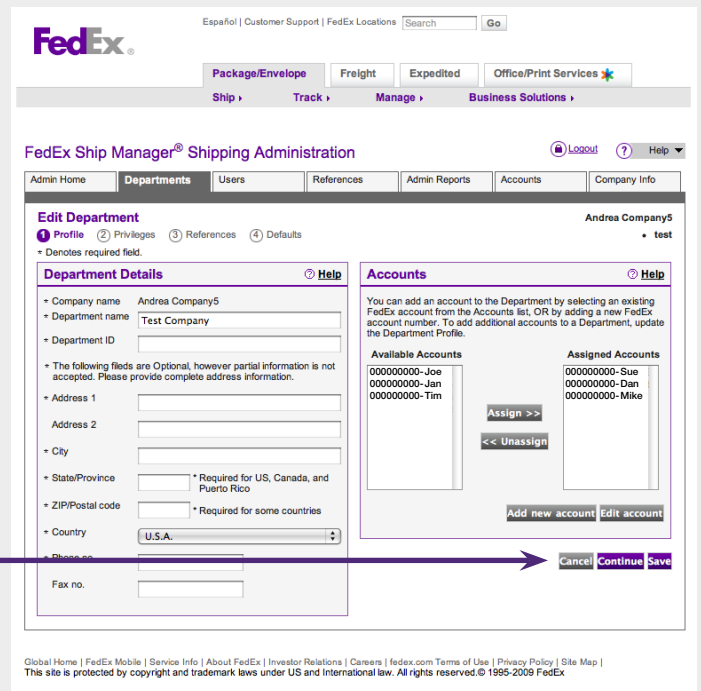 Español | Customer Support | FedEx Locations Search Go
FedEx ®
Package/Envelope Freight Expedited Office/Print Services
Ship Track Manage Business Solutions
FedEx Ship Manager® Shipping Administration
Logout ? Help
Admin Home Departments Users References Admin Reports Accounts Company Info
Edit Department
Andrea Company5
1 Profile 2 Privileges 3 References 4 Defaults
• test
* Denotes required field.
Department Details ? Help
* Company name Andrea Company5
* Department name Test Company
* Department ID
* The following fileds are Optional, however partial information is not
accepted. Please provide complete address information.
* Address 1
Address 2
* City
* State/Province * Required for US, Canada, and
Puerto Rico
* ZIP/Postal code * Required for some countries
* Country U.S.A.
* Phone no.
Fax no.
Accounts ? Help
You can add an account to the Department by selecting an existing
FedEx account from the Accounts list, OR by adding a new FedEx
account number. To add additional accounts to a Department, update
the Department Profile.
Available Accounts Assigned Accounts
000000000-Joe 000000000-Sue
000000000-Jan 000000000-Dan
000000000-Tim 000000000-Mike
Assign >>
<< Unassign
Add new account Edit account
Cancel Continue Save
Global Home | FedEx Mobile | Service Info | About FedEx | Investor Relations | Careers | fedex.com Terms of Use | Privacy Policy | Site Map |
This site is protected by copyright and trademark laws under US and International law. All rights reserved.© 1995-2009 FedEx